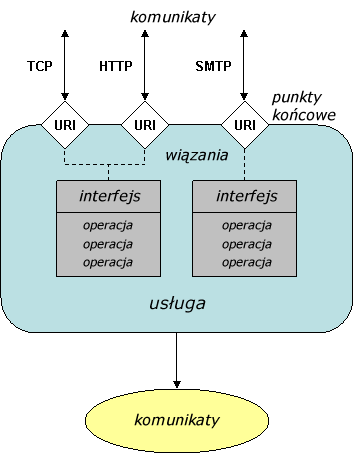 komunikaty
TCP
HTTP
SMTP
punkty
końcowe
URI
URI
URI
wiązania
interfejs
operacja
operacja
operacja
interfejs
operacja
operacja
operacja
usługa
komunikaty